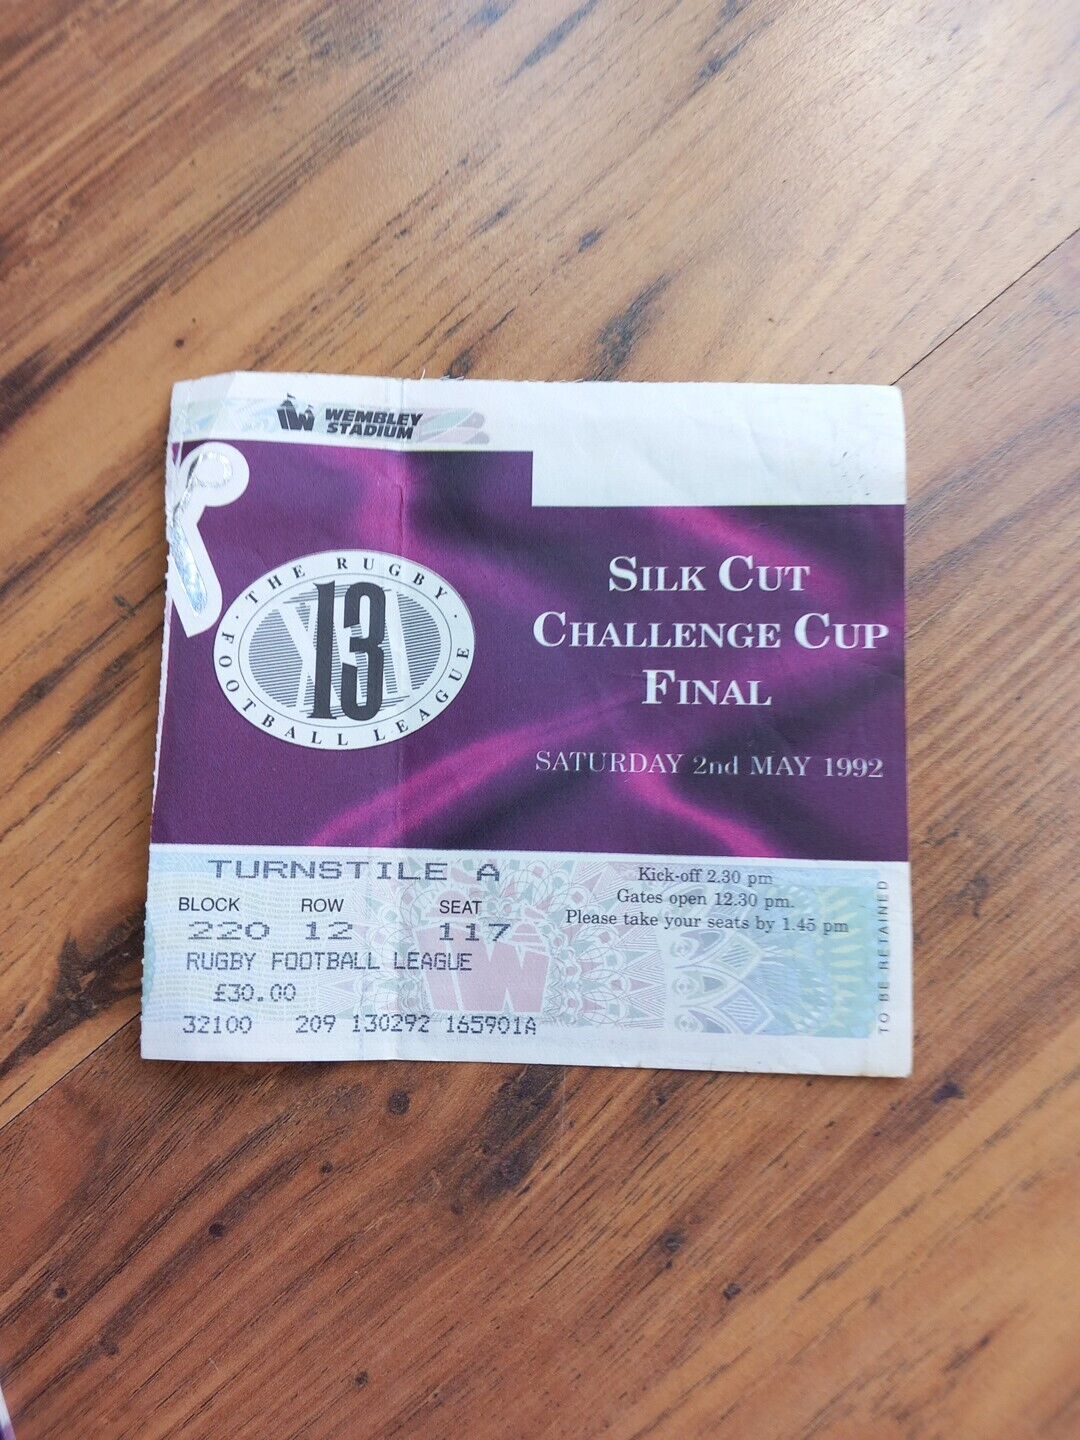 WEMBLEY
STADIUM
THE RUGBY
FOOTBALL LEAGUE
XIII
13
SILK CUT
CHALLENGE CUP
FINAL
SATURDAY 2nd MAY 1992
TURNSTILE A
BLOCK ROW SEAT
220 12 117
RUGBY FOOTBALL LEAGUE
£30.00
32100 209 130292 165901A
Kick-off 2.30 pm
Gates open 12.30 pm.
Please take your seats by 1.45 pm
TO BE RETAINED